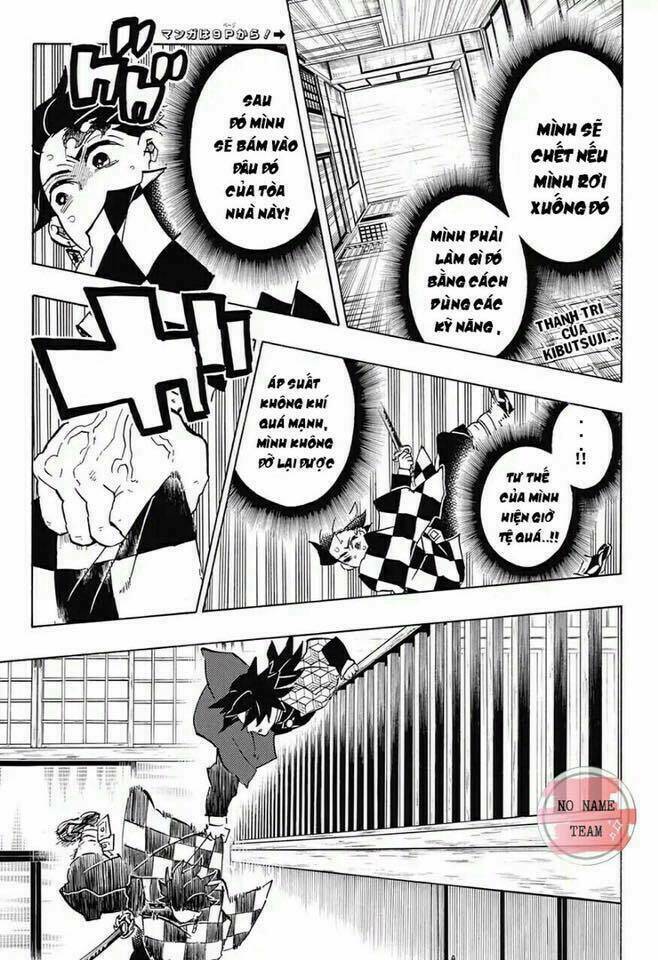 ページ
マンガは9Pから！➡
MÌNH SẼ
CHẾT NẾU
MÌNH RƠI
XUỐNG ĐÓ
MÌNH PHẢI
LÀM GÌ ĐÓ
BẰNG CÁCH
DÙNG CÁC
KỸ NĂNG,
THÀNH TRÌ
CỦA
KIBUTSUJI...
SAU
ĐÓ MÌNH
SẼ BÁM VÀO
ĐÂU ĐÓ
CỦA TÒA
NHÀ NÀY!
...!!
TƯ THẾ
CỦA MÌNH
HIỆN GIỜ
TỆ QUÁ..!!
ÁP SUẤT
KHÔNG KHÍ
QUÁ MẠNH,
MÌNH KHÔNG
ĐỠ LẠI ĐƯỢC
NO NAME
TEAM